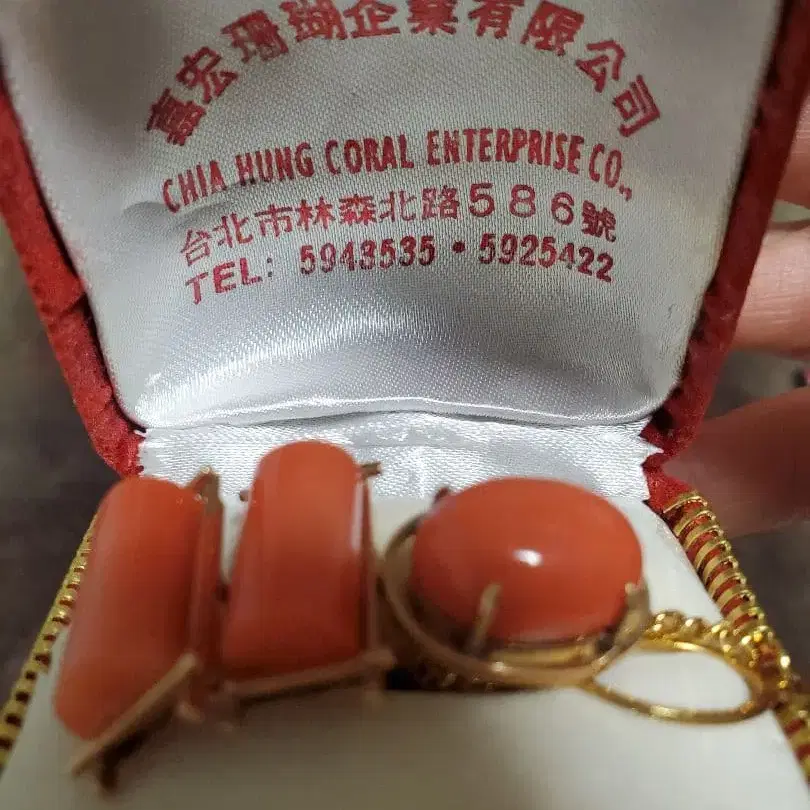 嘉宏珊瑚企業有限公司
CHIA HUNG CORAL ENTERPRISE CO.,
台北市林森北路586號
TEL: 5943535・5925422